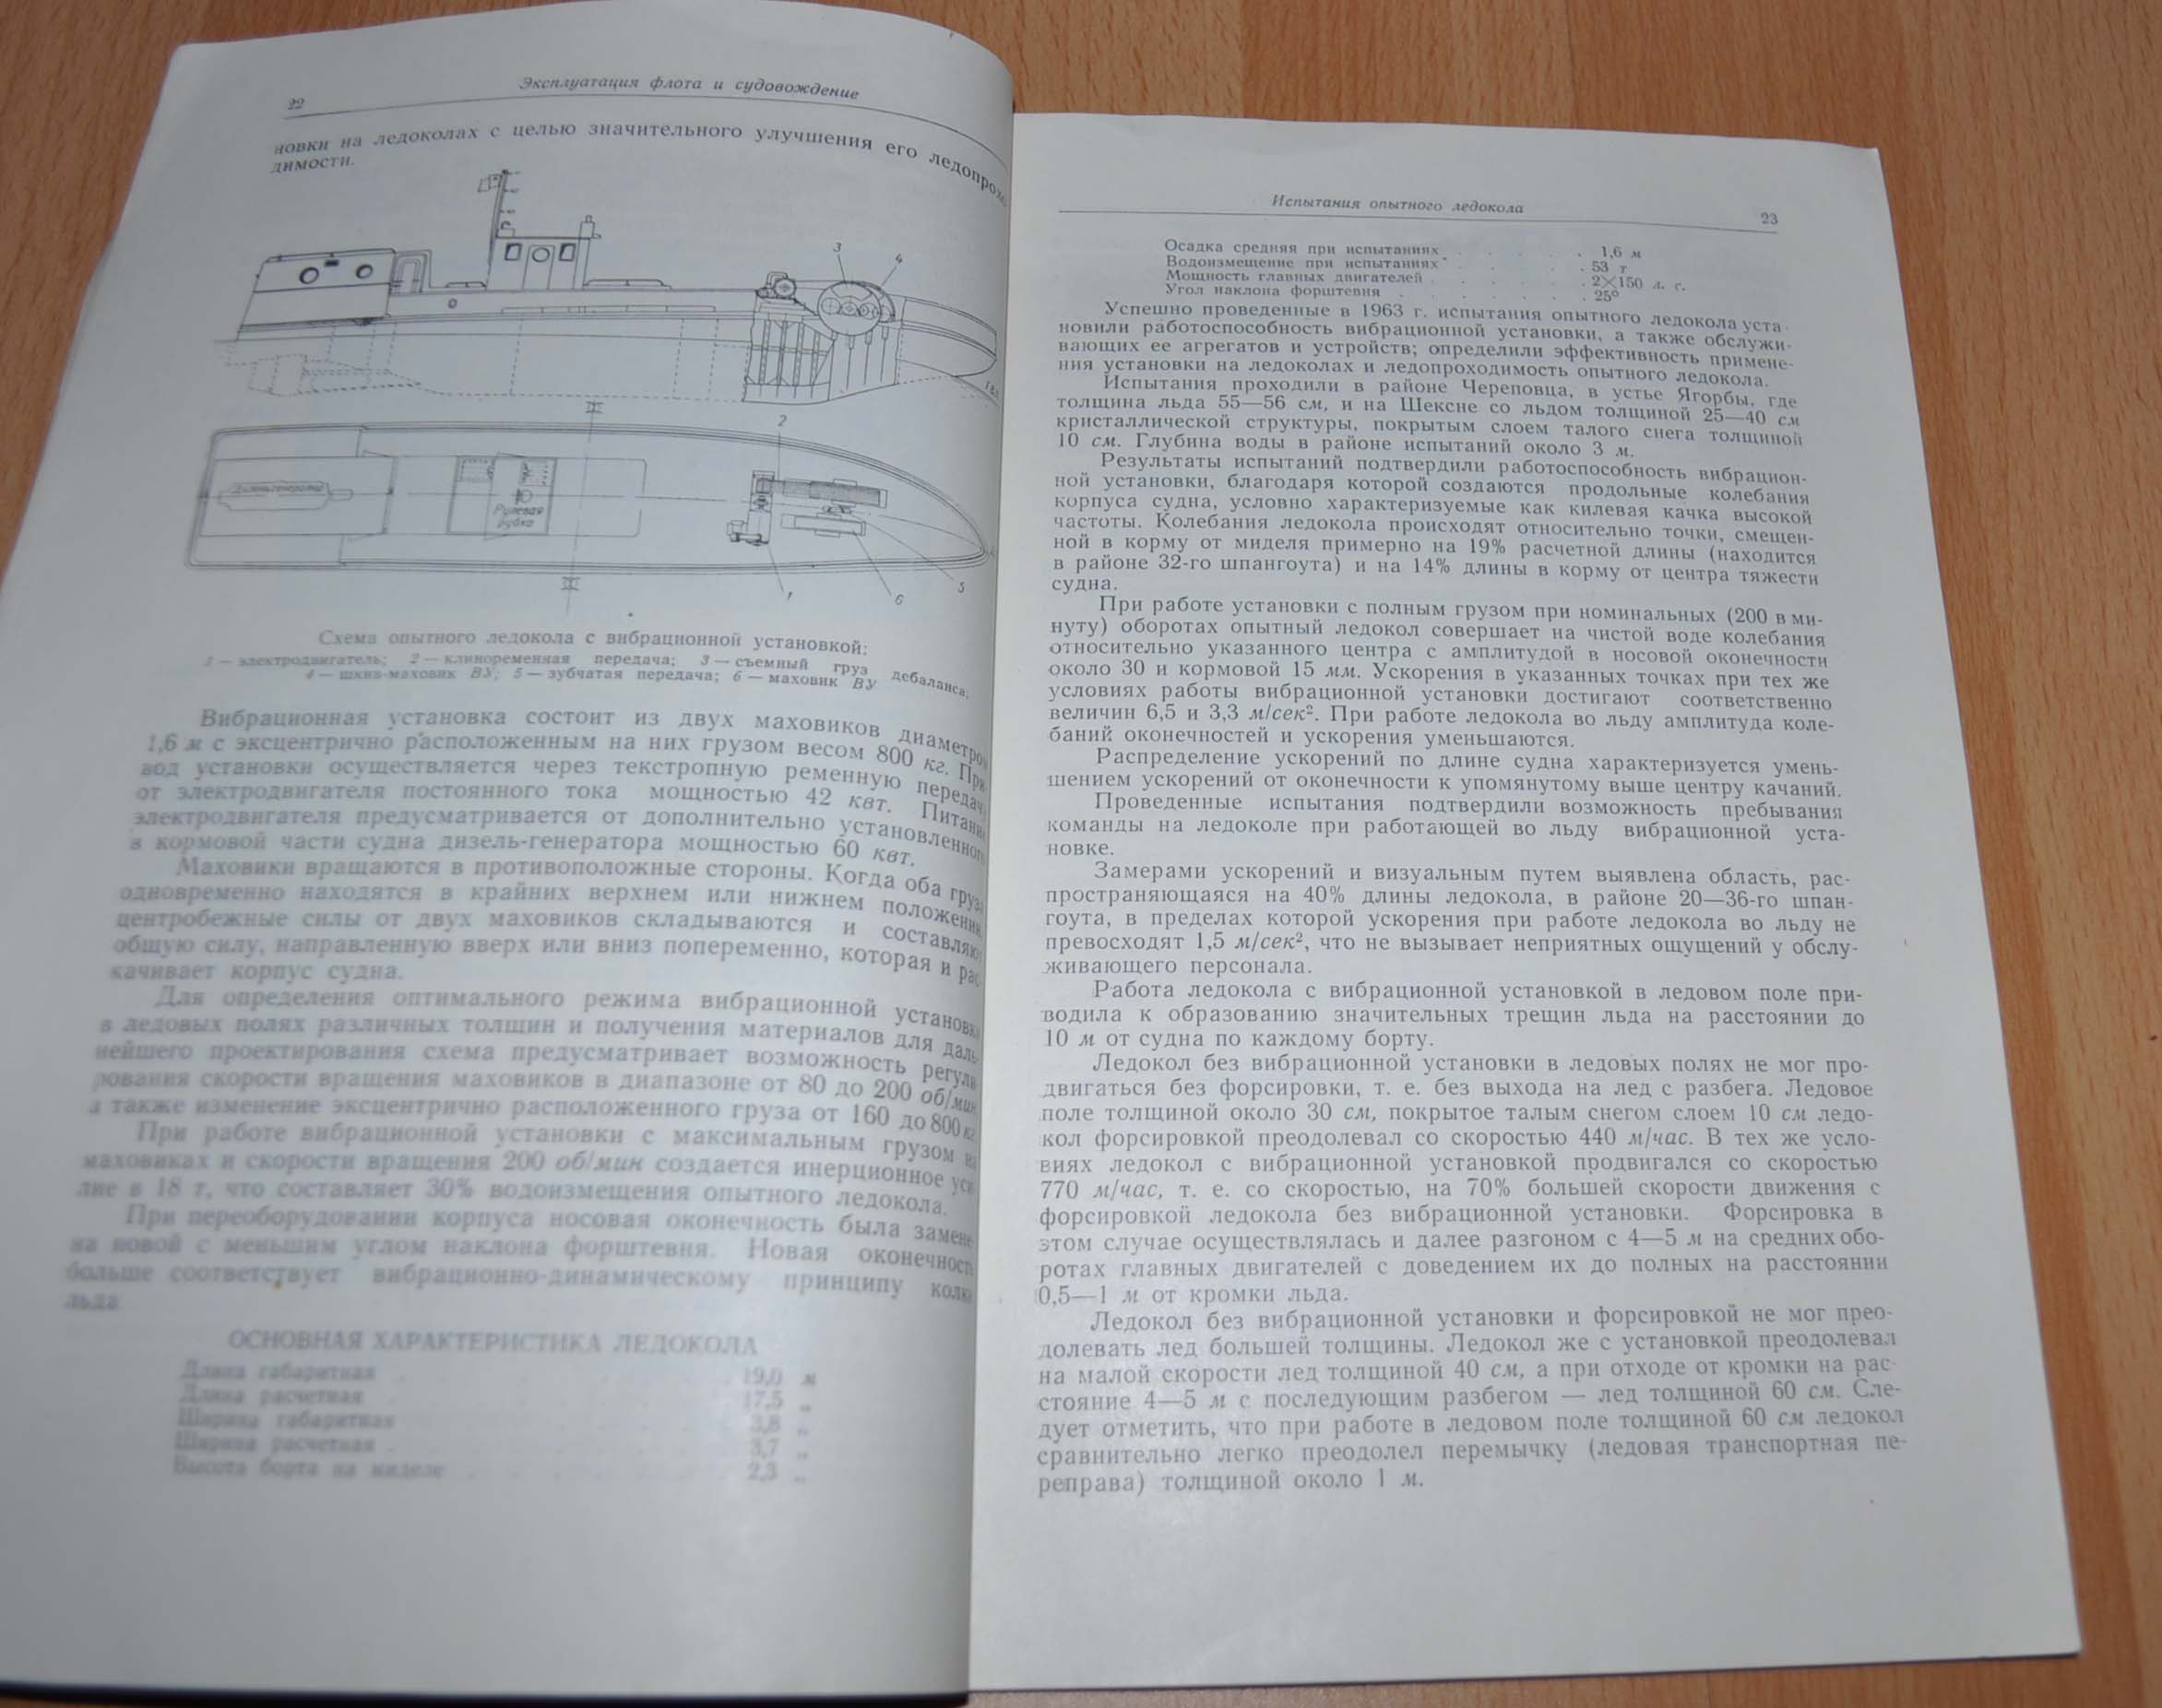 22
Эксплуатация флота и судовождение
новки на ледоколах с целью значительного улучшения его ледопрохо-
димости.
3
4
2
Дизельгенератор
Рулевая
рубка
1
6
5
Схема опытного ледокола с вибрационной установкой:
1 — электродвигатель; 2 — клиноременная передача; 3 — съемный груз дебаланса;
4 — шкив-маховик ВУ; 5 — зубчатая передача; 6 — маховик ВУ
Вибрационная установка состоит из двух маховиков диаметром
1,6 м с эксцентрично расположенным на них грузом весом 800 кг. При-
вод установки осуществляется через текстропную ременную передачу
от электродвигателя постоянного тока мощностью 42 квт. Питание
электродвигателя предусматривается от дополнительно установленного
в кормовой части судна дизель-генератора мощностью 60 квт.
Маховики вращаются в противоположные стороны. Когда оба груза
одновременно находятся в крайних верхнем или нижнем положении,
центробежные силы от двух маховиков складываются и составляют
общую силу, направленную вверх или вниз попеременно, которая и рас-
качивает корпус судна.
Для определения оптимального режима вибрационной установки
в ледовых полях различных толщин и получения материалов для даль-
нейшего проектирования схема предусматривает возможность регули-
рования скорости вращения маховиков в диапазоне от 80 до 200 об/мин,
а также изменение эксцентрично расположенного груза от 160 до 800 кг.
При работе вибрационной установки с максимальным грузом на
маховиках и скорости вращения 200 об/мин создается инерционное уси-
лие в 18 т, что составляет 30% водоизмещения опытного ледокола.
При переоборудовании корпуса носовая оконечность была замене-
на новой с меньшим углом наклона форштевня. Новая оконечность
больше соответствует вибрационно-динамическому принципу колки
льда.
ОСНОВНАЯ ХАРАКТЕРИСТИКА ЛЕДОКОЛА
Длина габаритная . . . 19,0 м
Длина расчетная . . . 17,5 „
Ширина габаритная . . . 3,8 „
Ширина расчетная . . . 3,7 „
Высота борта на миделе . . . 2,3 „
Испытания опытного ледокола
23
Осадка средняя при испытаниях . . . 1,6 м
Водоизмещение при испытаниях . . . 53 т
Мощность главных двигателей . . . 2×150 л. с.
Угол наклона форштевня . . . 25°
Успешно проведенные в 1963 г. испытания опытного ледокола уста-
новили работоспособность вибрационной установки, а также обслужи-
вающих ее агрегатов и устройств; определили эффективность примене-
ния установки на ледоколах и ледопроходимость опытного ледокола.
Испытания проходили в районе Череповца, в устье Ягорбы, где
толщина льда 55—56 см, и на Шексне со льдом толщиной 25—40 см
кристаллической структуры, покрытым слоем талого снега толщиной
10 см. Глубина воды в районе испытаний около 3 м.
Результаты испытаний подтвердили работоспособность вибрацион-
ной установки, благодаря которой создаются продольные колебания
корпуса судна, условно характеризуемые как килевая качка высокой
частоты. Колебания ледокола происходят относительно точки, смещен-
ной в корму от миделя примерно на 19% расчетной длины (находится
в районе 32-го шпангоута) и на 14% длины в корму от центра тяжести
судна.
При работе установки с полным грузом при номинальных (200 в ми-
нуту) оборотах опытный ледокол совершает на чистой воде колебания
относительно указанного центра с амплитудой в носовой оконечности
около 30 и кормовой 15 мм. Ускорения в указанных точках при тех же
условиях работы вибрационной установки достигают соответственно
величин 6,5 и 3,3 м/сек². При работе ледокола во льду амплитуда коле-
баний оконечностей и ускорения уменьшаются.
Распределение ускорений по длине судна характеризуется умень-
шением ускорений от оконечности к упомянутому выше центру качаний.
Проведенные испытания подтвердили возможность пребывания
команды на ледоколе при работающей во льду вибрационной уста-
новке.
Замерами ускорений и визуальным путем выявлена область, рас-
пространяющаяся на 40% длины ледокола, в районе 20—36-го шпан-
гоута, в пределах которой ускорения при работе ледокола во льду не
превосходят 1,5 м/сек², что не вызывает неприятных ощущений у обслу-
живающего персонала.
Работа ледокола с вибрационной установкой в ледовом поле при-
водила к образованию значительных трещин льда на расстоянии до
10 м от судна по каждому борту.
Ледокол без вибрационной установки в ледовых полях не мог про-
двигаться без форсировки, т. е. без выхода на лед с разбега. Ледовое
поле толщиной около 30 см, покрытое талым снегом слоем 10 см ледо-
кол форсировкой преодолевал со скоростью 440 м/час. В тех же усло-
виях ледокол с вибрационной установкой продвигался со скоростью
770 м/час, т. е. со скоростью, на 70% большей скорости движения с
форсировкой ледокола без вибрационной установки. Форсировка в
этом случае осуществлялась и далее разгоном с 4—5 м на средних обо-
ротах главных двигателей с доведением их до полных на расстоянии
0,5—1 м от кромки льда.
Ледокол без вибрационной установки и форсировкой не мог прео-
долевать лед большей толщины. Ледокол же с установкой преодолевал
на малой скорости лед толщиной 40 см, а при отходе от кромки на рас-
стояние 4—5 м с последующим разбегом — лед толщиной 60 см. Сле-
дует отметить, что при работе в ледовом поле толщиной 60 см ледокол
сравнительно легко преодолел перемычку (ледовая транспортная пе-
реправа) толщиной около 1 м.